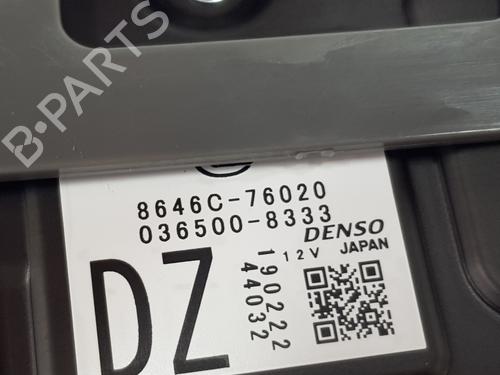 B-PARTS
8646C-76020
036500-8333
DENSO
12V JAPAN
DZ
190222
44032